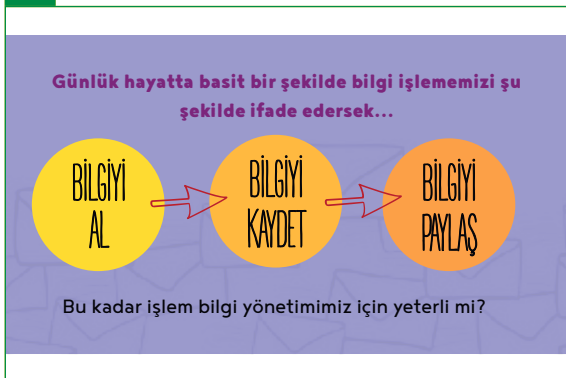 Günlük hayatta basit bir şekilde bilgi işlememizi şu
şekilde ifade edersek...
BİLGİYİ
AL
BİLGİYİ
KAYDET
BİLGİYİ
PAYLAŞ
Bu kadar işlem bilgi yönetimimiz için yeterli mi?